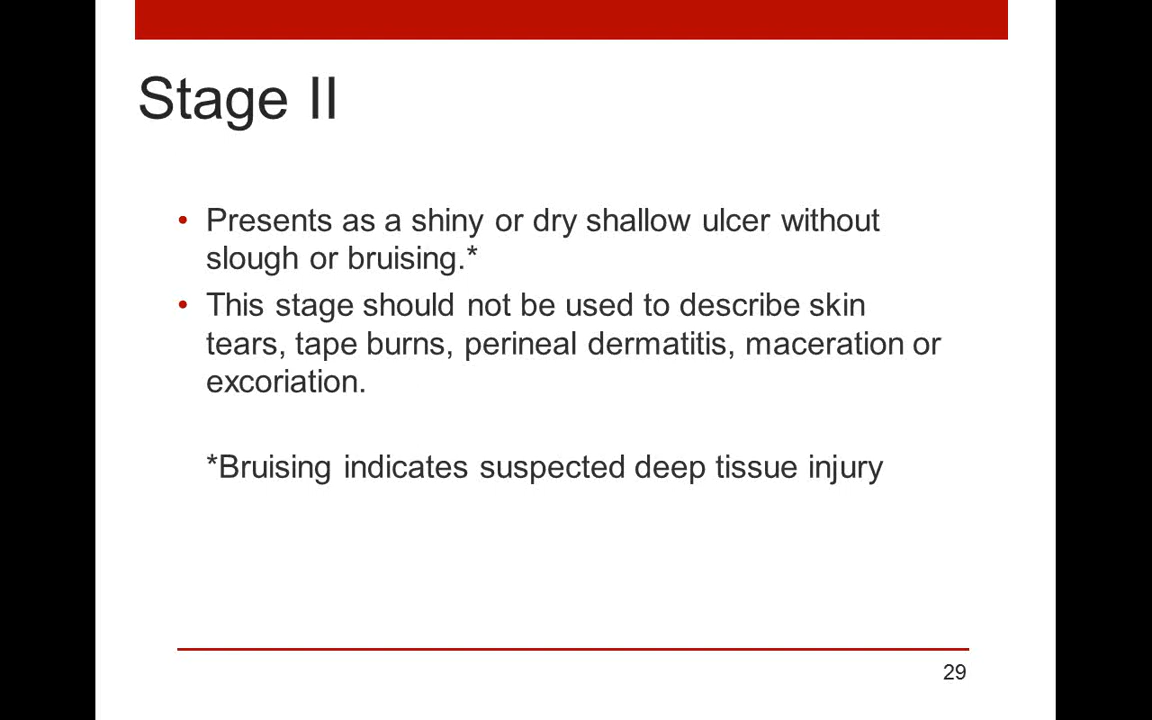 Stage II
• Presents as a shiny or dry shallow ulcer without
slough or bruising.*
• This stage should not be used to describe skin
tears, tape burns, perineal dermatitis, maceration or
excoriation.
*Bruising indicates suspected deep tissue injury
29